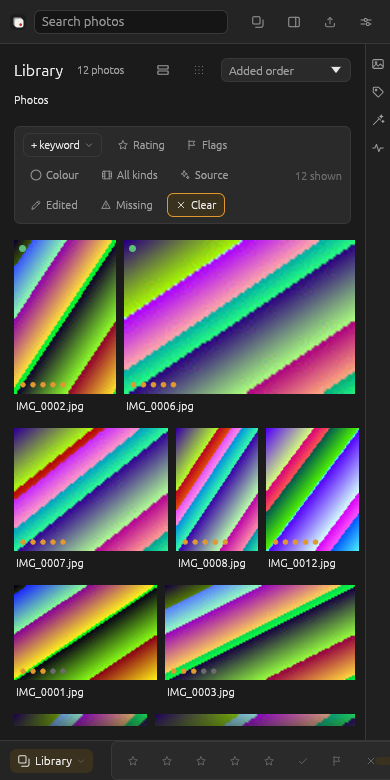 Search photos
Library 12 photos Added order
Photos
+ keyword Rating Flags
Colour All kinds Source 12 shown
Edited Missing Clear
IMG_0002.jpg IMG_0006.jpg
IMG_0007.jpg IMG_0008.jpg IMG_0012.jpg
IMG_0001.jpg IMG_0003.jpg
Library